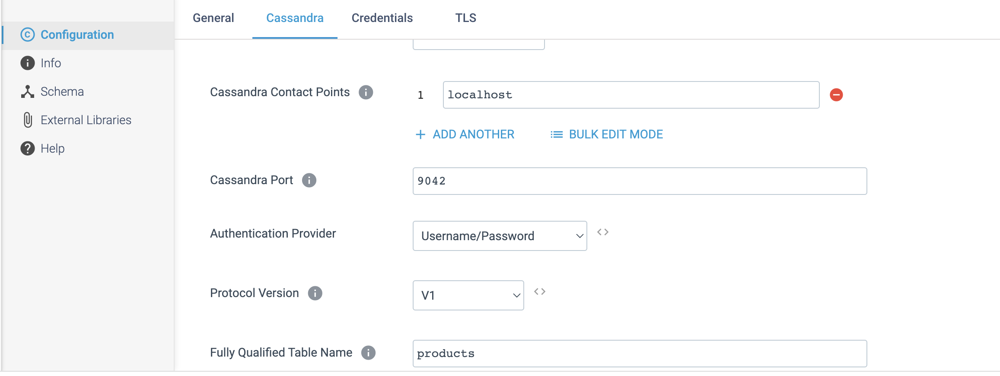 General
Cassandra
Credentials
TLS
Configuration
Info
Schema
External Libraries
Help
Cassandra Contact Points
1
localhost
ADD ANOTHER
BULK EDIT MODE
Cassandra Port
9042
Authentication Provider
Username/Password
Protocol Version
V1
Fully Qualified Table Name
products